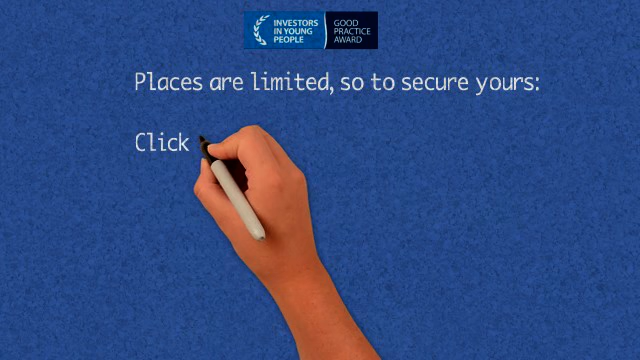 INVESTORS
IN YOUNG
PEOPLE
GOOD
PRACTICE
AWARD
Places are limited, so to secure yours:
Click